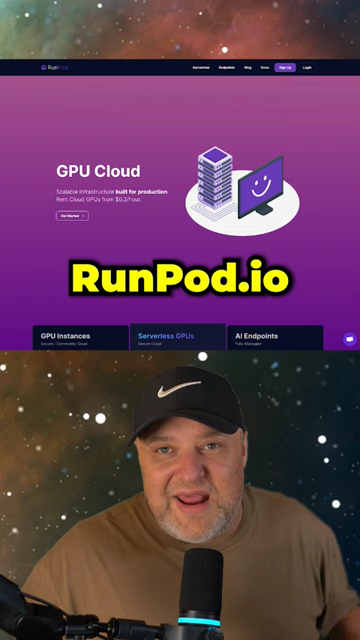 RunPod
Serverless Endpoints Blog Docs Sign Up Login
GPU Cloud
Scalable infrastructure built for production
Rent Cloud GPUs from $0.2/hour.
Get Started
RunPod.io
GPU Instances Serverless GPUs AI Endpoints
Secure / Community Cloud Secure Cloud Fully Managed